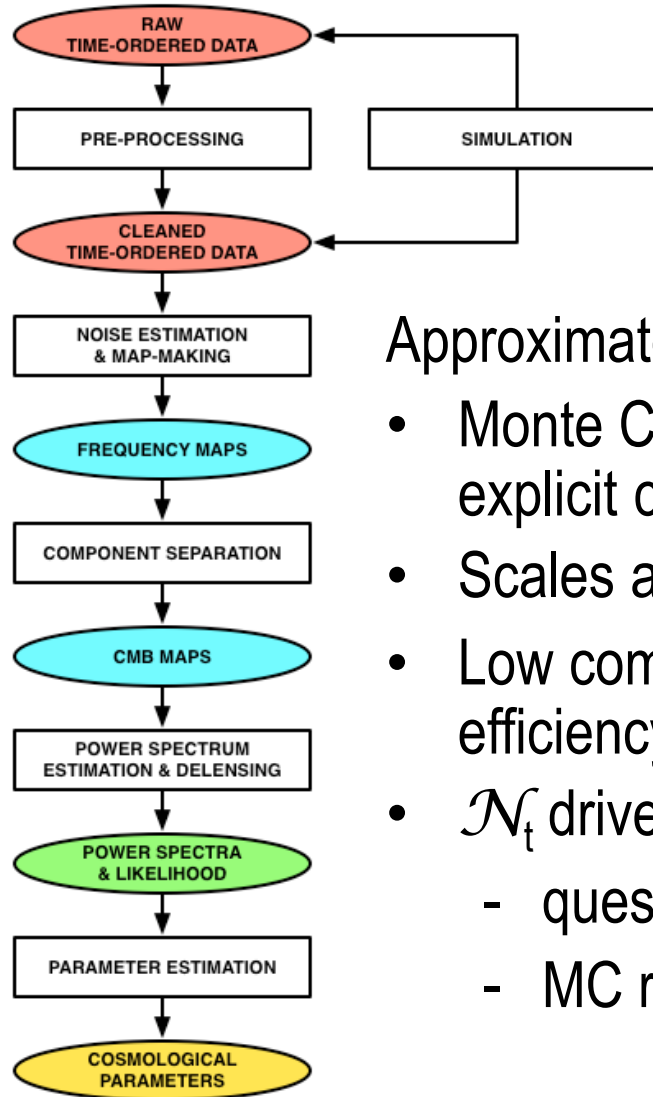 RAW
TIME-ORDERED DATA
PRE-PROCESSING
SIMULATION
CLEANED
TIME-ORDERED DATA
NOISE ESTIMATION
& MAP-MAKING
FREQUENCY MAPS
COMPONENT SEPARATION
CMB MAPS
POWER SPECTRUM
ESTIMATION & DELENSING
POWER SPECTRA
& LIKELIHOOD
PARAMETER ESTIMATION
COSMOLOGICAL
PARAMETERS
Approximat
• Monte C
explicit
• Scales a
• Low com
efficiency
• 𝒩t drive
- ques
- MC r